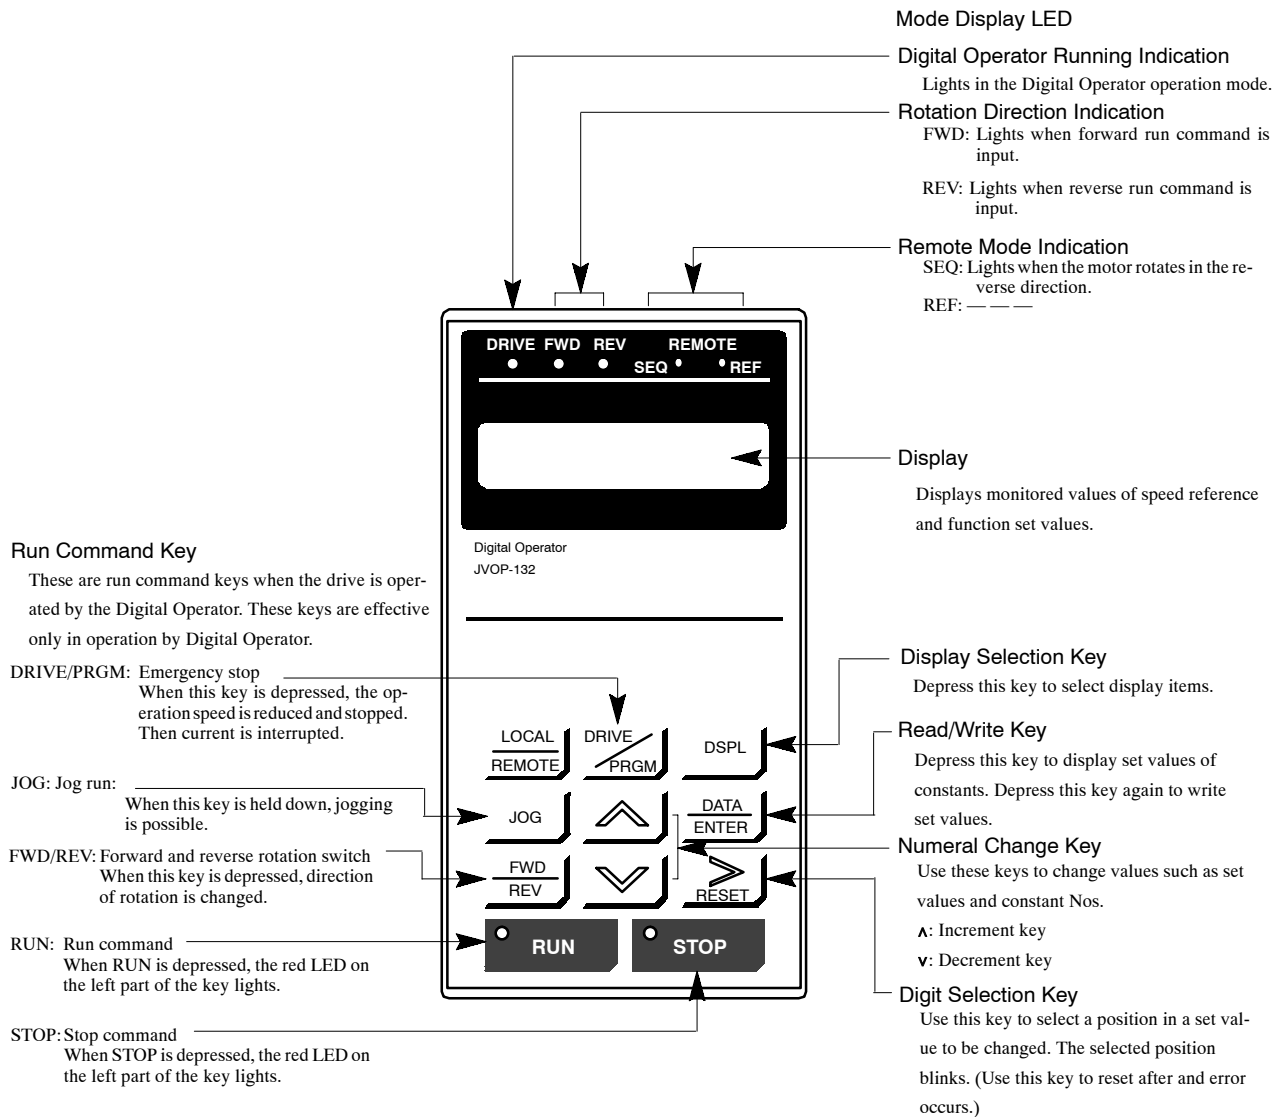 Mode Display LED
Digital Operator Running Indication
Lights in the Digital Operator operation mode.
Rotation Direction Indication
FWD: Lights when forward run command is
input.
REV: Lights when reverse run command is
input.
Remote Mode Indication
SEQ: Lights when the motor rotates in the re-
verse direction.
REF: — — —
DRIVE FWD REV REMOTE
SEQ REF
Display
Displays monitored values of speed reference
and function set values.
Digital Operator
JVOP-132
Run Command Key
These are run command keys when the drive is oper-
ated by the Digital Operator. These keys are effective
only in operation by Digital Operator.
DRIVE/PRGM: Emergency stop
When this key is depressed, the op-
eration speed is reduced and stopped.
Then current is interrupted.
JOG: Jog run:
When this key is held down, jogging
is possible.
FWD/REV: Forward and reverse rotation switch
When this key is depressed, direction
of rotation is changed.
RUN: Run command
When RUN is depressed, the red LED on
the left part of the key lights.
STOP: Stop command
When STOP is depressed, the red LED on
the left part of the key lights.
LOCAL
REMOTE
DRIVE
PRGM
DSPL
JOG
DATA
ENTER
FWD
REV
RESET
RUN
STOP
Display Selection Key
Depress this key to select display items.
Read/Write Key
Depress this key to display set values of
constants. Depress this key again to write
set values.
Numeral Change Key
Use these keys to change values such as set
values and constant Nos.
∧: Increment key
∨: Decrement key
Digit Selection Key
Use this key to select a position in a set val-
ue to be changed. The selected position
blinks. (Use this key to reset after and error
occurs.)